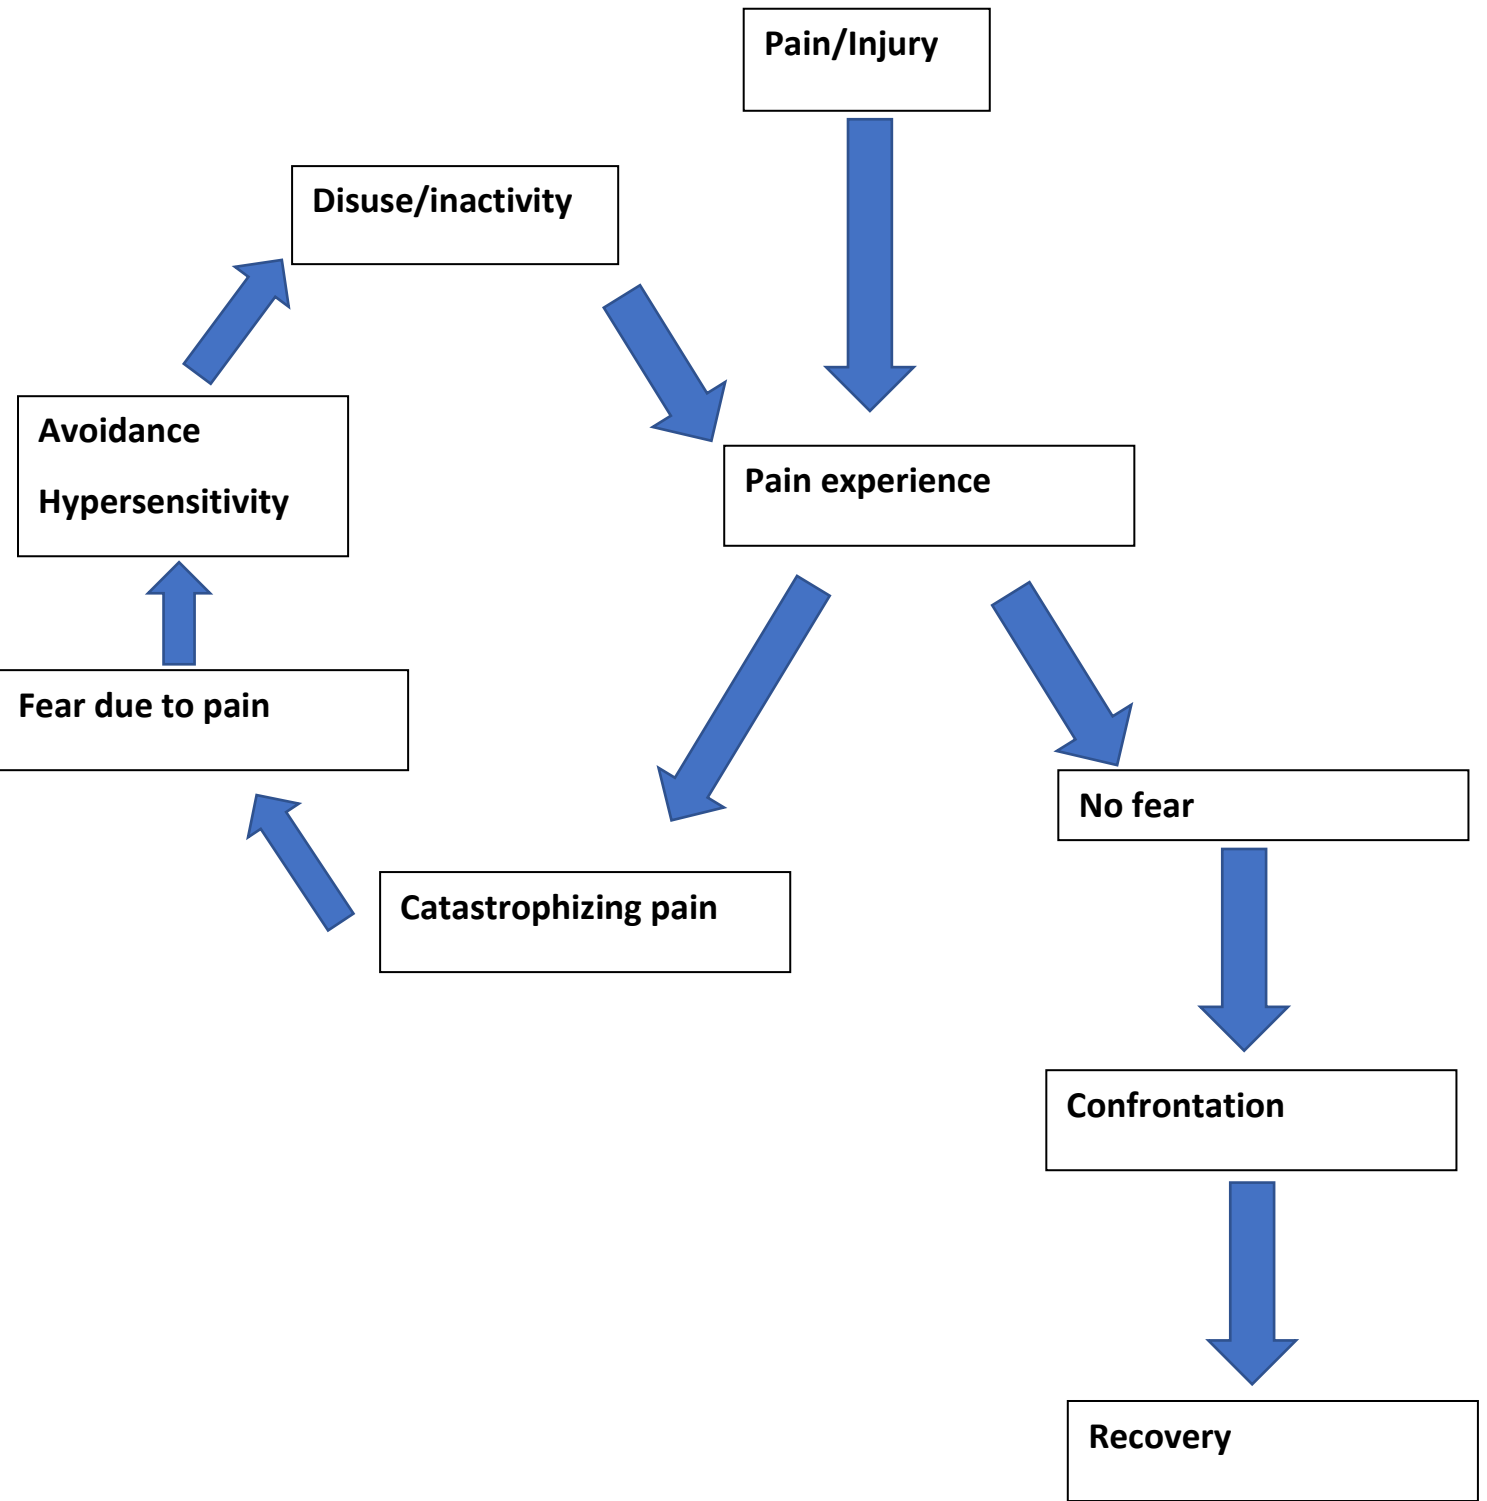 Pain/Injury
Disuse/inactivity
Avoidance
Hypersensitivity
Pain experience
Fear due to pain
No fear
Catastrophizing pain
Confrontation
Recovery